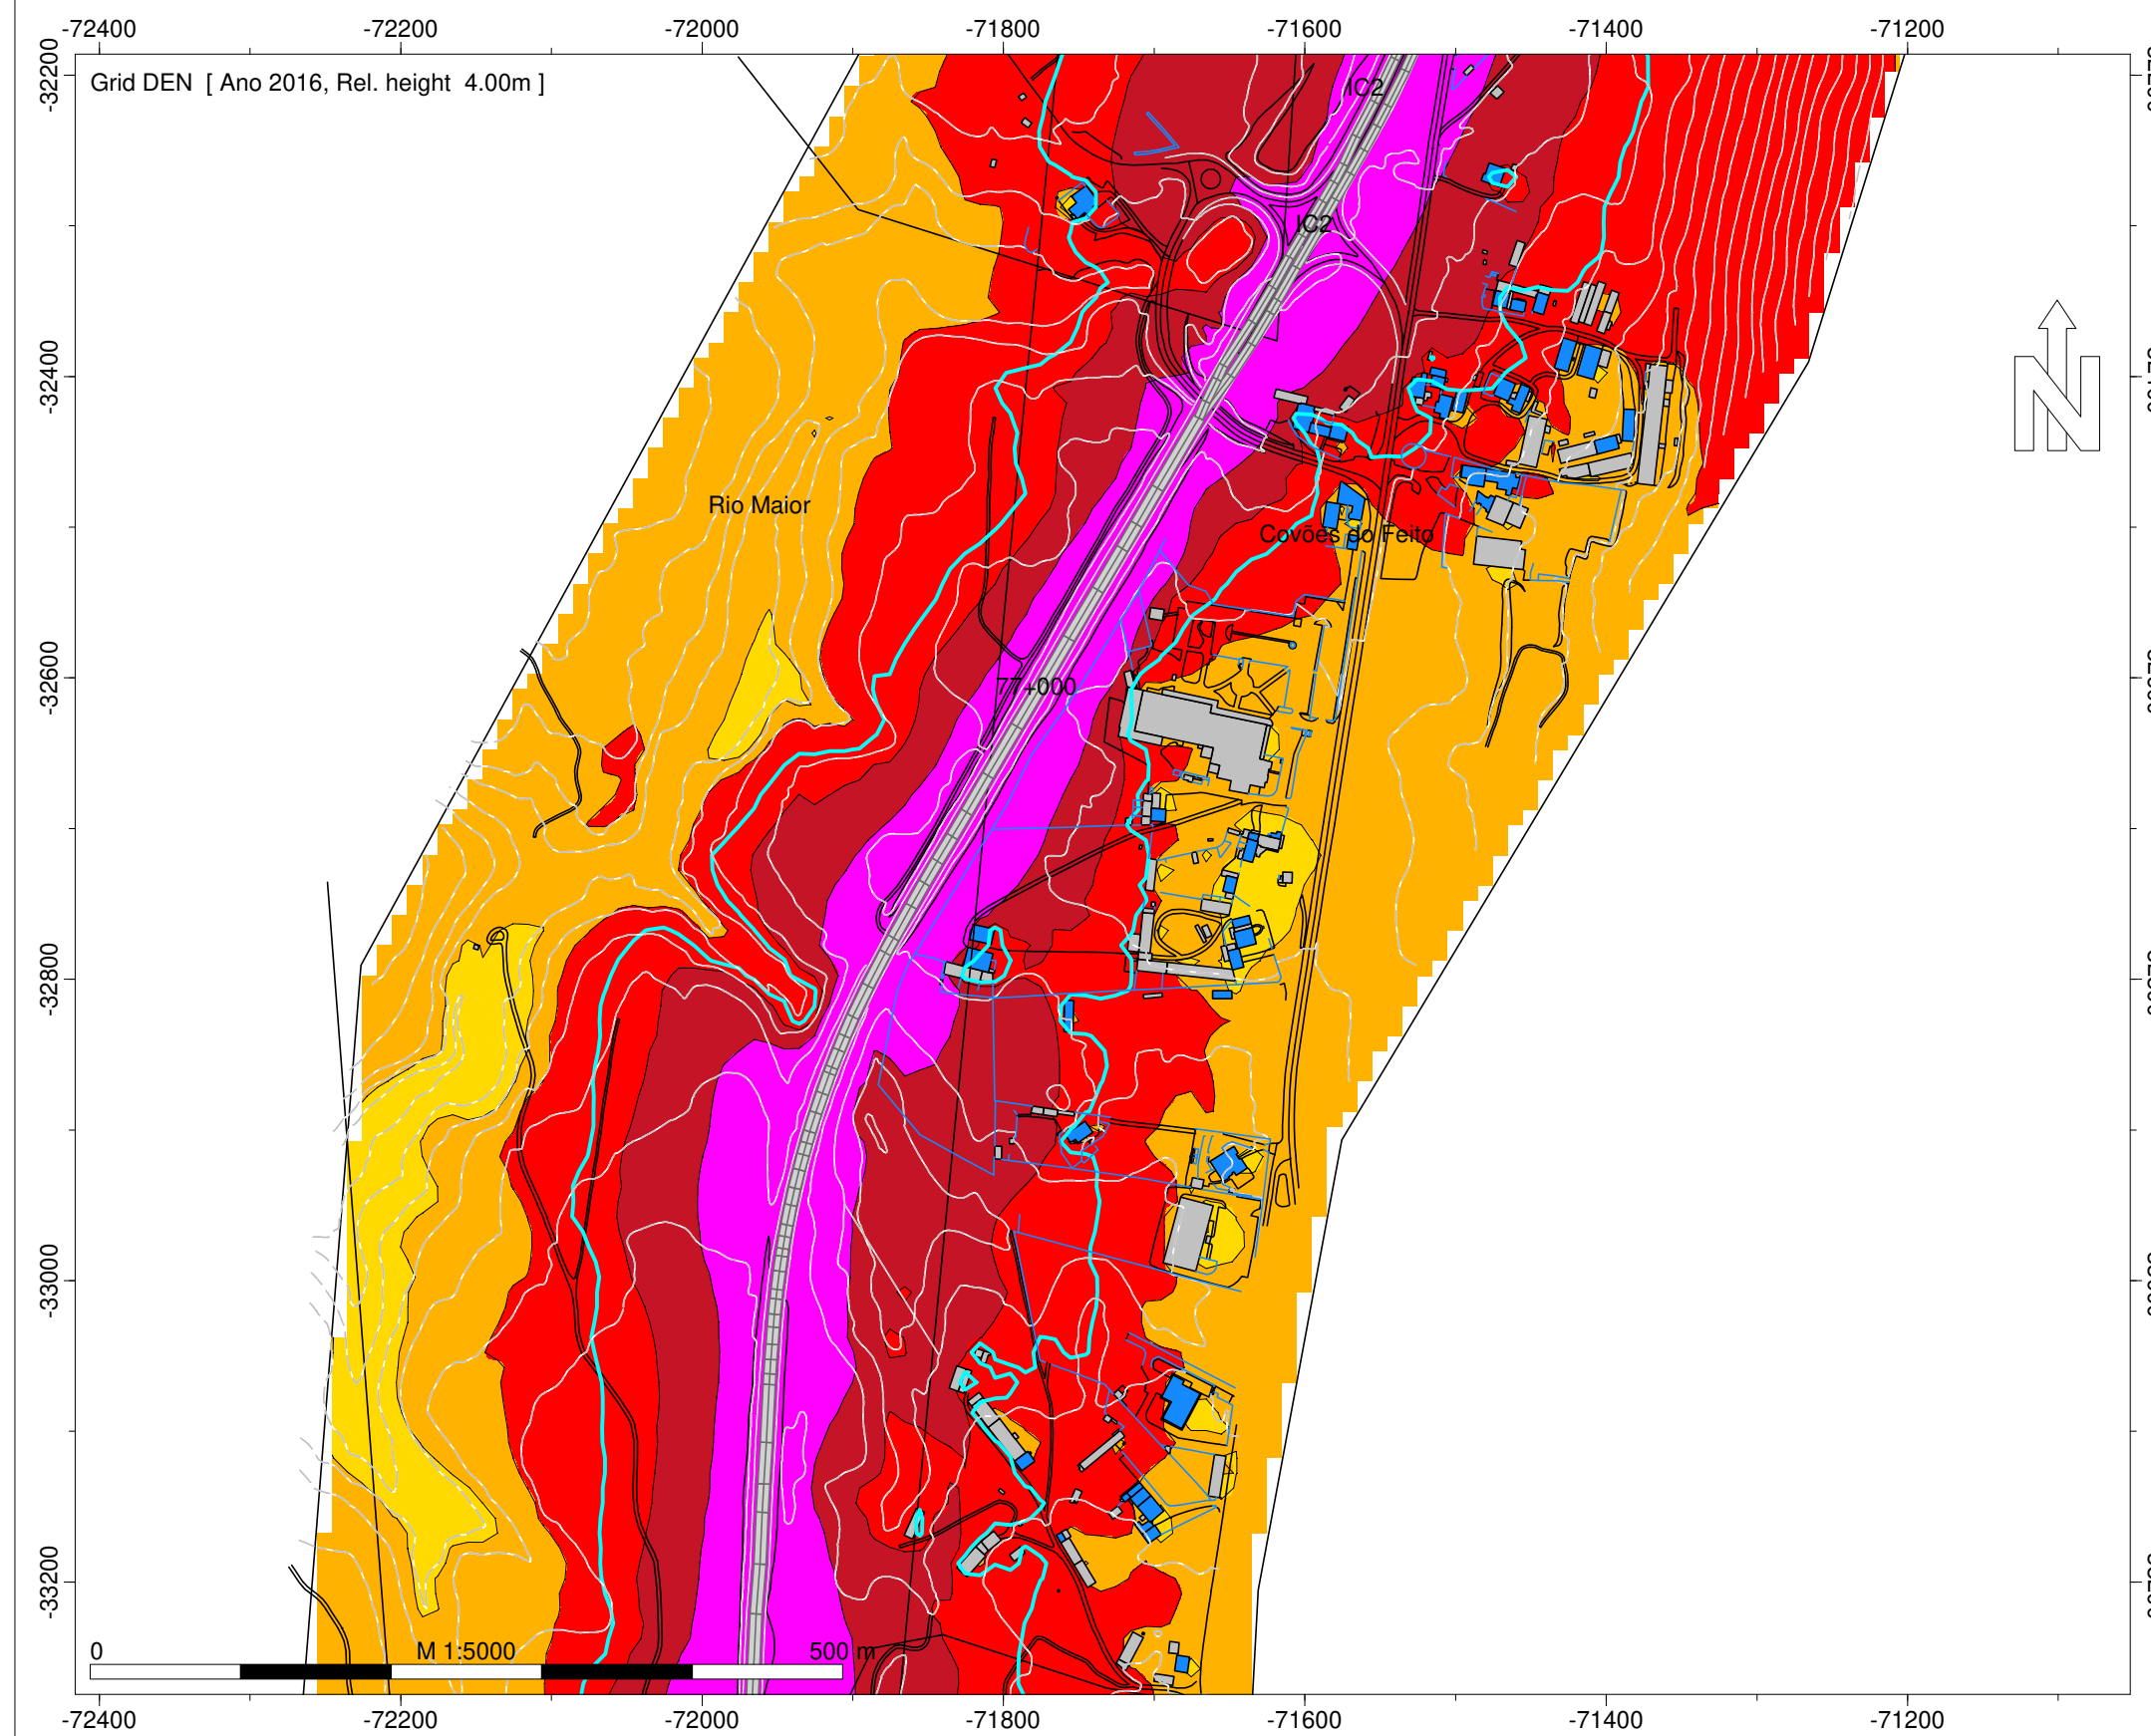 -72400 -72200 -72000 -71800 -71600 -71400 -71200
Grid DEN [ Ano 2016, Rel. height 4.00m ]
-32200
IC2
IC2
-32400
N
Rio Maior
Covões do Feito
-32600
77+000
-32800
-33000
-33200
0 M 1:5000 500 m
-72400 -72200 -72000 -71800 -71600 -71400 -71200